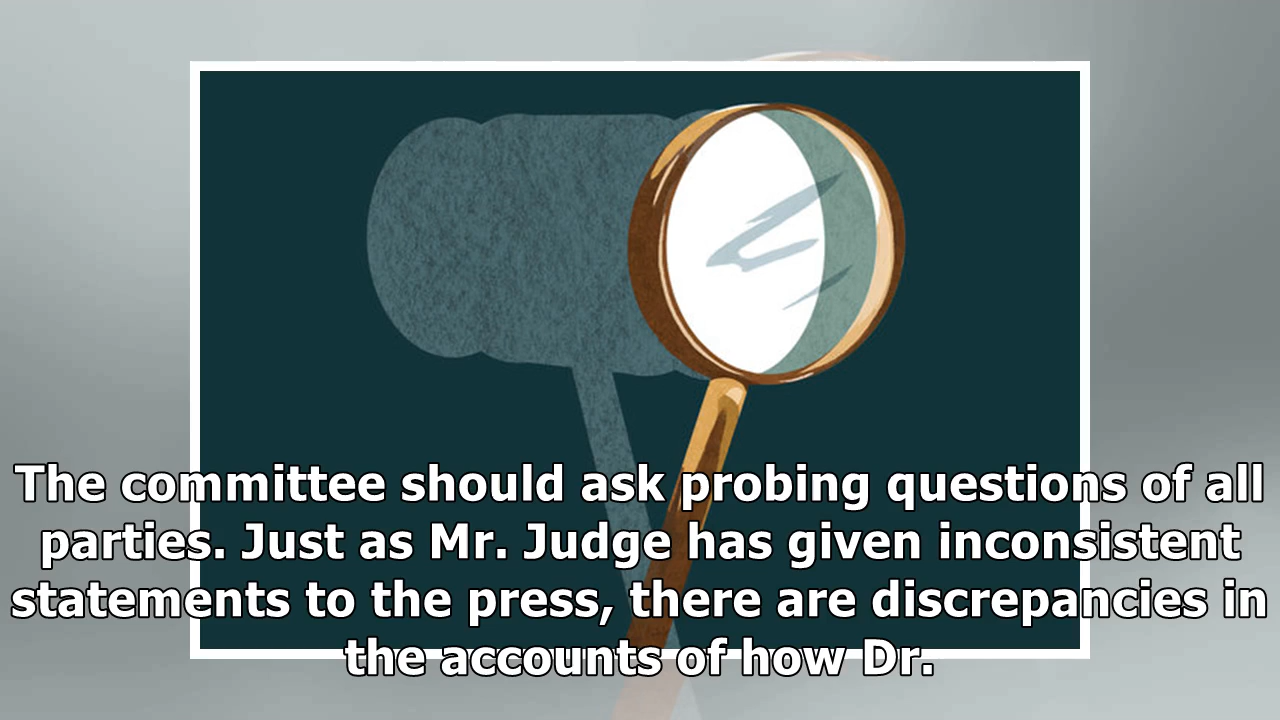 The committee should ask probing questions of all
parties. Just as Mr. Judge has given inconsistent
statements to the press, there are discrepancies in
the accounts of how Dr.